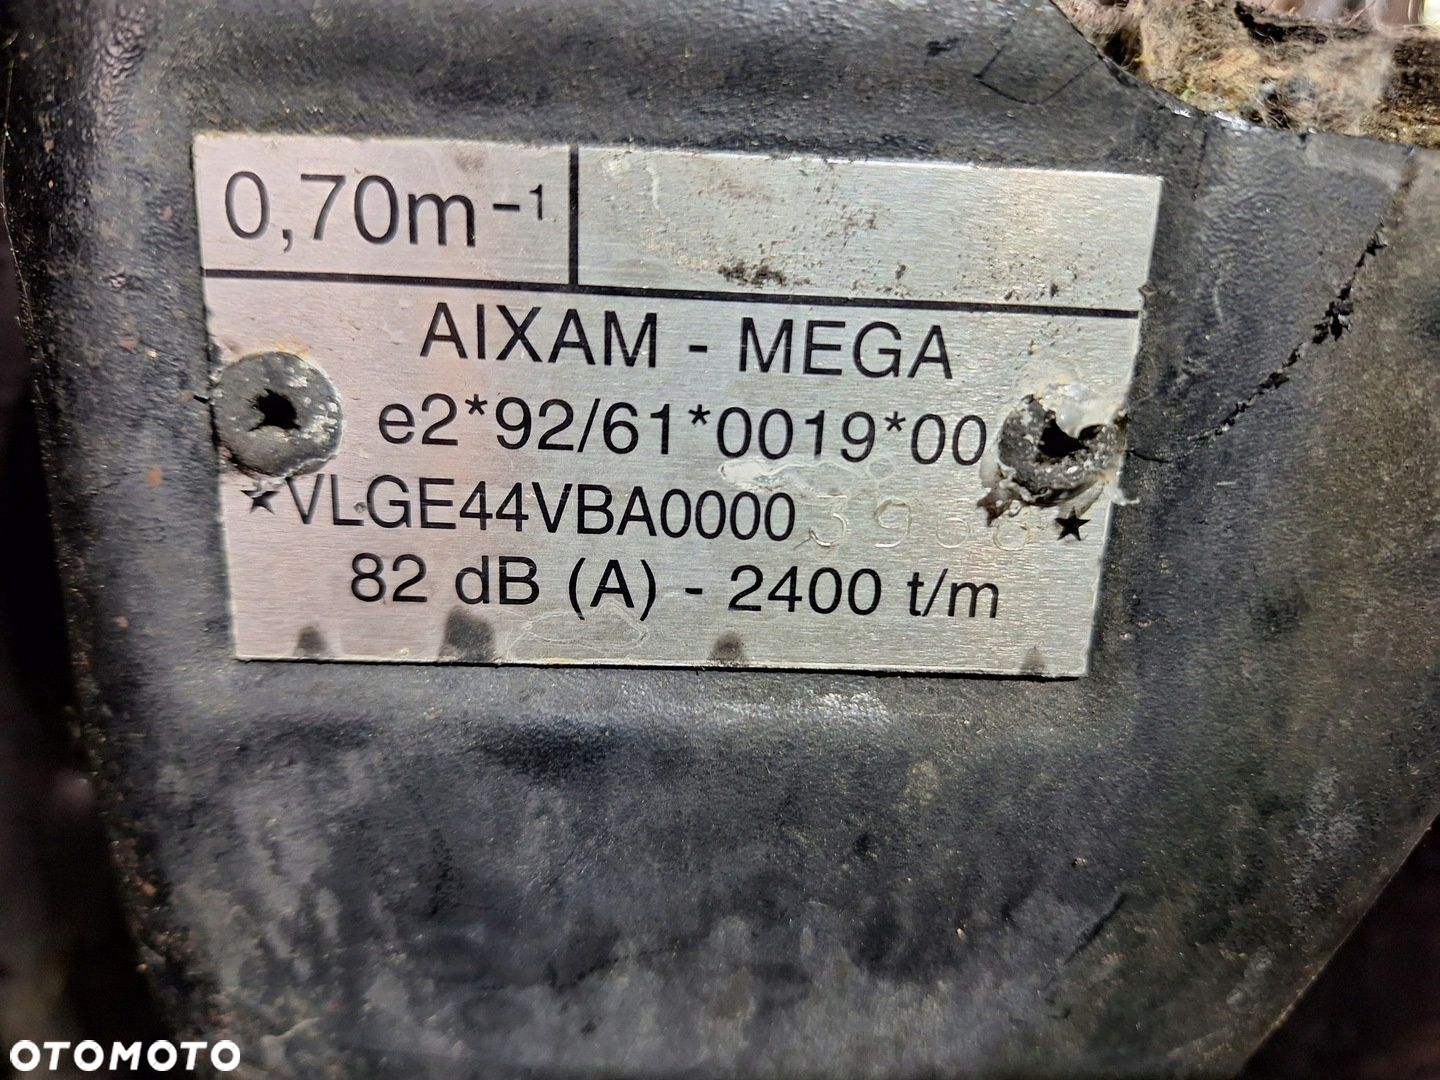 0,70m⁻¹
AIXAM - MEGA
e2*92/61*0019*00
★VLGE44VBA0000 ★
82 dB (A) - 2400 t/m
OTOMOTO